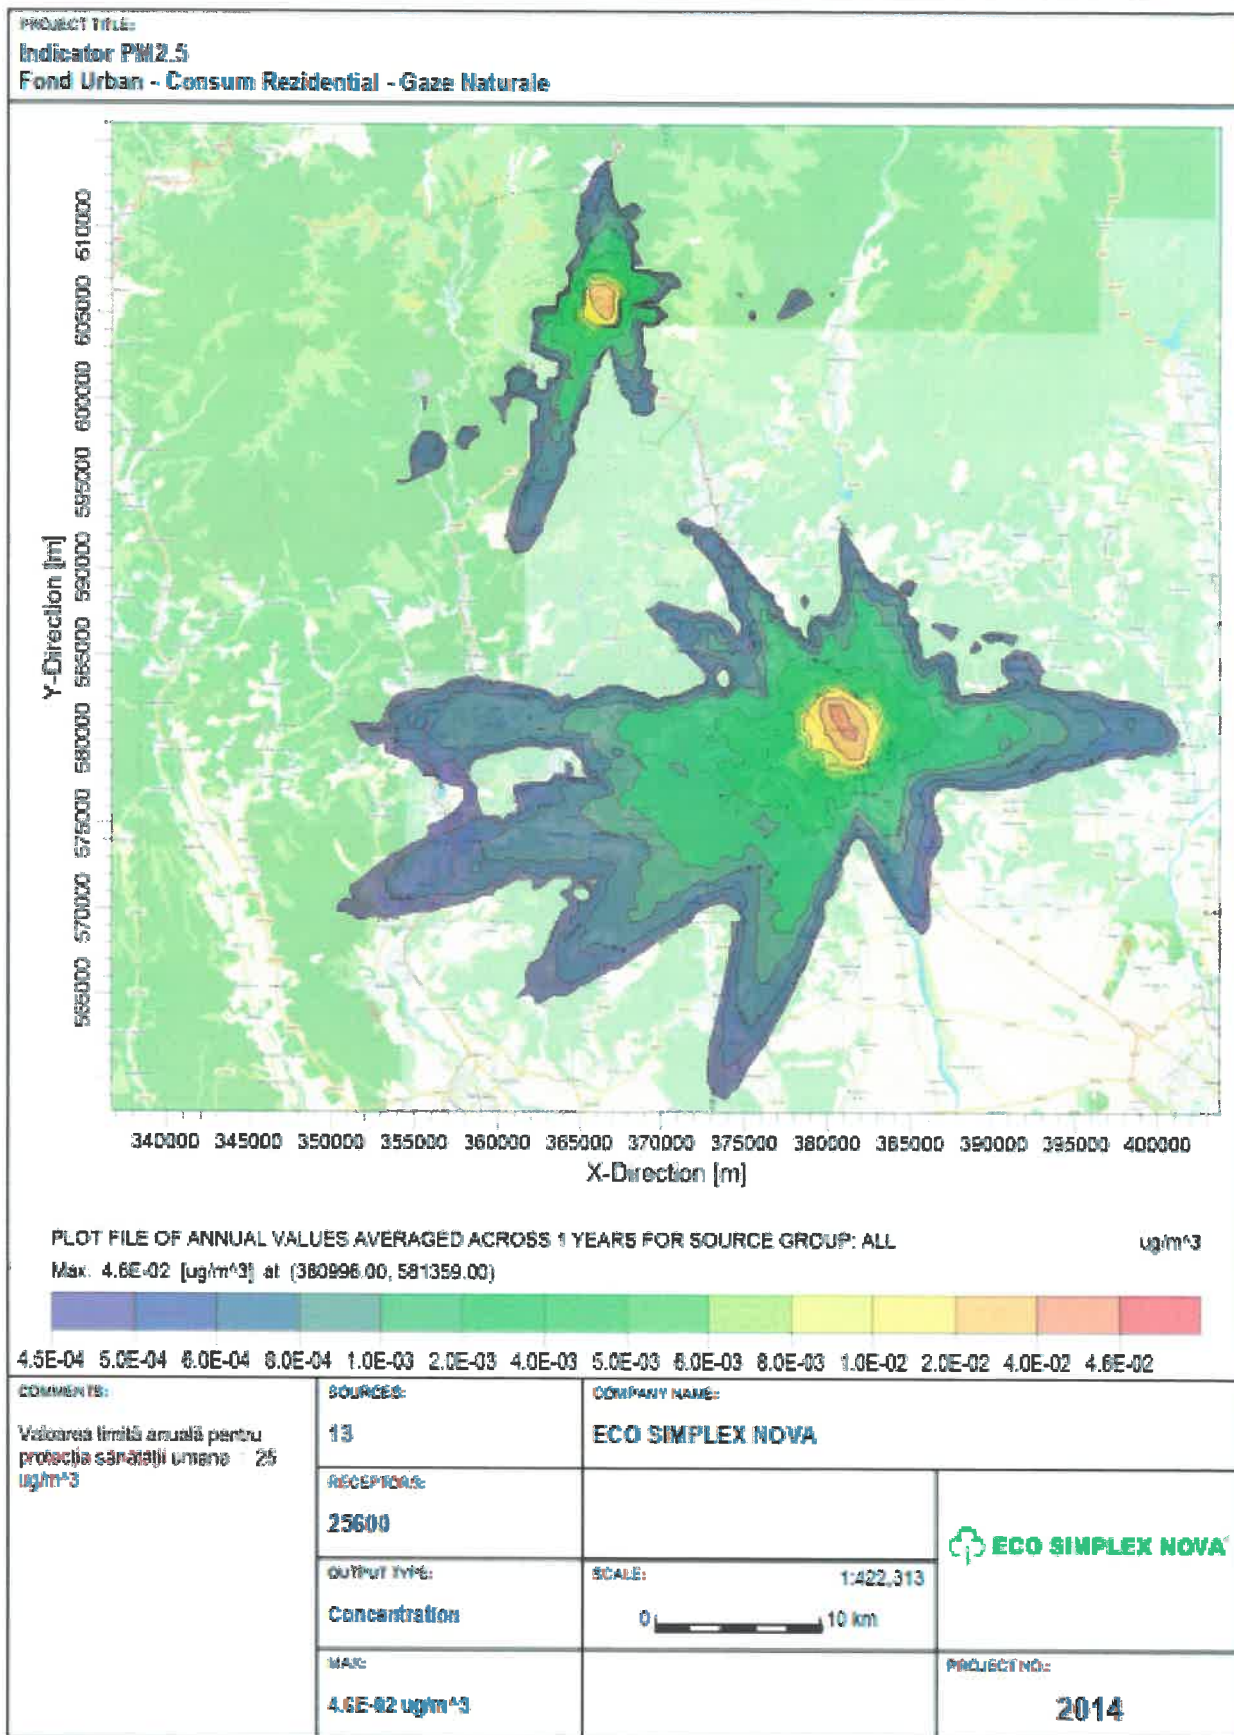 PROJECT TITLE:
Indicator PM2.5
Fond Urban - Consum Rezidential - Gaze Naturale
Y-Direction [m]
565000 570000 575000 580000 585000 590000 595000 600000 605000 610000
340000 345000 350000 355000 360000 365000 370000 375000 380000 385000 390000 395000 400000
X-Direction [m]
PLOT FILE OF ANNUAL VALUES AVERAGED ACROSS 1 YEARS FOR SOURCE GROUP: ALL
ug/m^3
Max: 4.6E-02 [ug/m^3] at (380996.00, 581359.00)
4.5E-04 5.0E-04 6.0E-04 8.0E-04 1.0E-03 2.0E-03 4.0E-03 5.0E-03 6.0E-03 8.0E-03 1.0E-02 2.0E-02 4.0E-02 4.6E-02
COMMENTS:
Valoarea limită anuală pentru
protecția sănătății umane 25
ug/m^3
SOURCES:
13
COMPANY NAME:
ECO SIMPLEX NOVA
RECEPTORS:
25600
ECO SIMPLEX NOVA
OUTPUT TYPE:
Concentration
SCALE:
1:422,313
0 10 km
MAX:
4.6E-02 ug/m^3
PROJECT NO.:
2014